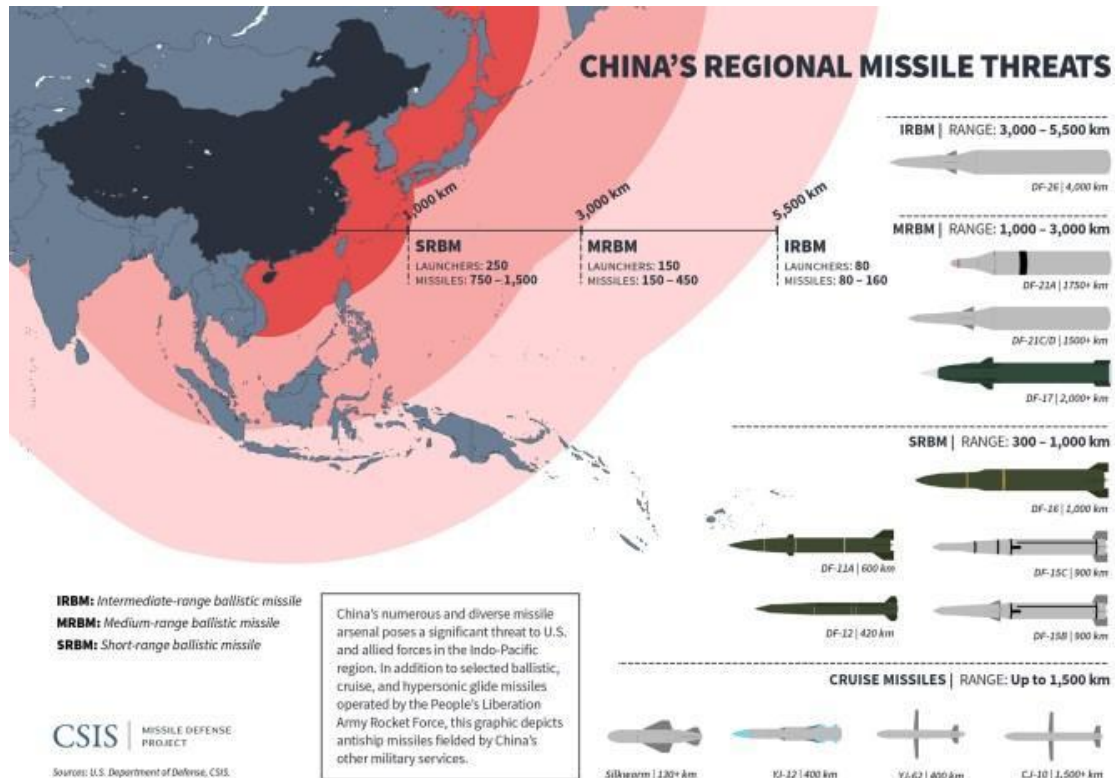 CHINA'S REGIONAL MISSILE THREATS
IRBM | RANGE: 3,000 – 5,500 km
DF-26 | 4,000 km
MRBM | RANGE: 1,000 – 3,000 km
DF-21A | 1750+ km
DF-21C/D | 1500+ km
DF-17 | 2,000+ km
SRBM | RANGE: 300 – 1,000 km
DF-16 | 1,000 km
DF-11A | 600 km
DF-15C | 900 km
DF-12 | 420 km
DF-15B | 900 km
CRUISE MISSILES | RANGE: Up to 1,500 km
Silkworm | 130+ km
YJ-12 | 400 km
YJ-62 | 400 km
CJ-10 | 1,500+ km
1,000 km
3,000 km
5,500 km
SRBM
LAUNCHERS: 250
MISSILES: 750 – 1,500
MRBM
LAUNCHERS: 150
MISSILES: 150 – 450
IRBM
LAUNCHERS: 80
MISSILES: 80 – 160
IRBM: Intermediate-range ballistic missile
MRBM: Medium-range ballistic missile
SRBM: Short-range ballistic missile
China's numerous and diverse missile
arsenal poses a significant threat to U.S.
and allied forces in the Indo-Pacific
region. In addition to selected ballistic,
cruise, and hypersonic glide missiles
operated by the People's Liberation
Army Rocket Force, this graphic depicts
antiship missiles fielded by China's
other military services.
CSIS | MISSILE DEFENSE
PROJECT
Sources: U.S. Department of Defense, CSIS.